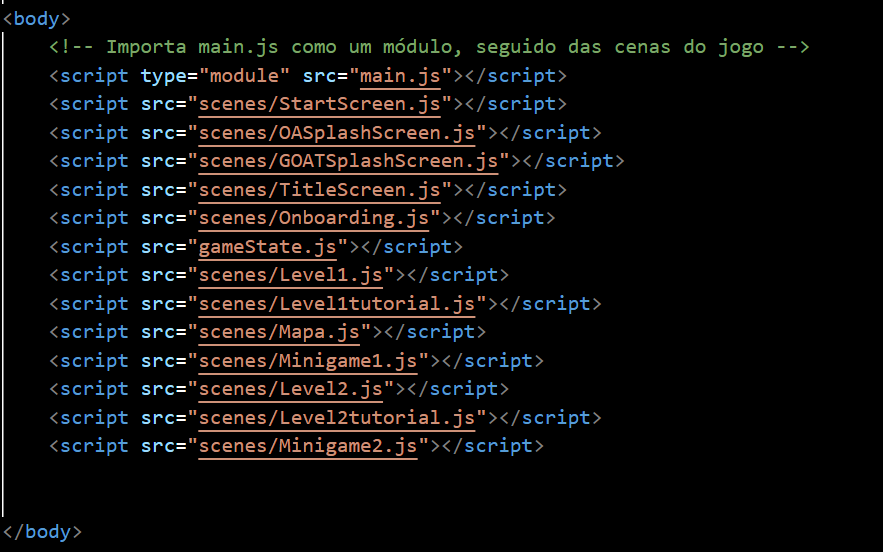 <body>
<!-- Importa main.js como um módulo, seguido das cenas do jogo -->
<script type="module" src="main.js"></script>
<script src="scenes/StartScreen.js"></script>
<script src="scenes/OASplashScreen.js"></script>
<script src="scenes/GOATSplashScreen.js"></script>
<script src="scenes/TitleScreen.js"></script>
<script src="scenes/Onboarding.js"></script>
<script src="gameState.js"></script>
<script src="scenes/Level1.js"></script>
<script src="scenes/Level1tutorial.js"></script>
<script src="scenes/Mapa.js"></script>
<script src="scenes/Minigame1.js"></script>
<script src="scenes/Level2.js"></script>
<script src="scenes/Level2tutorial.js"></script>
<script src="scenes/Minigame2.js"></script>
</body>